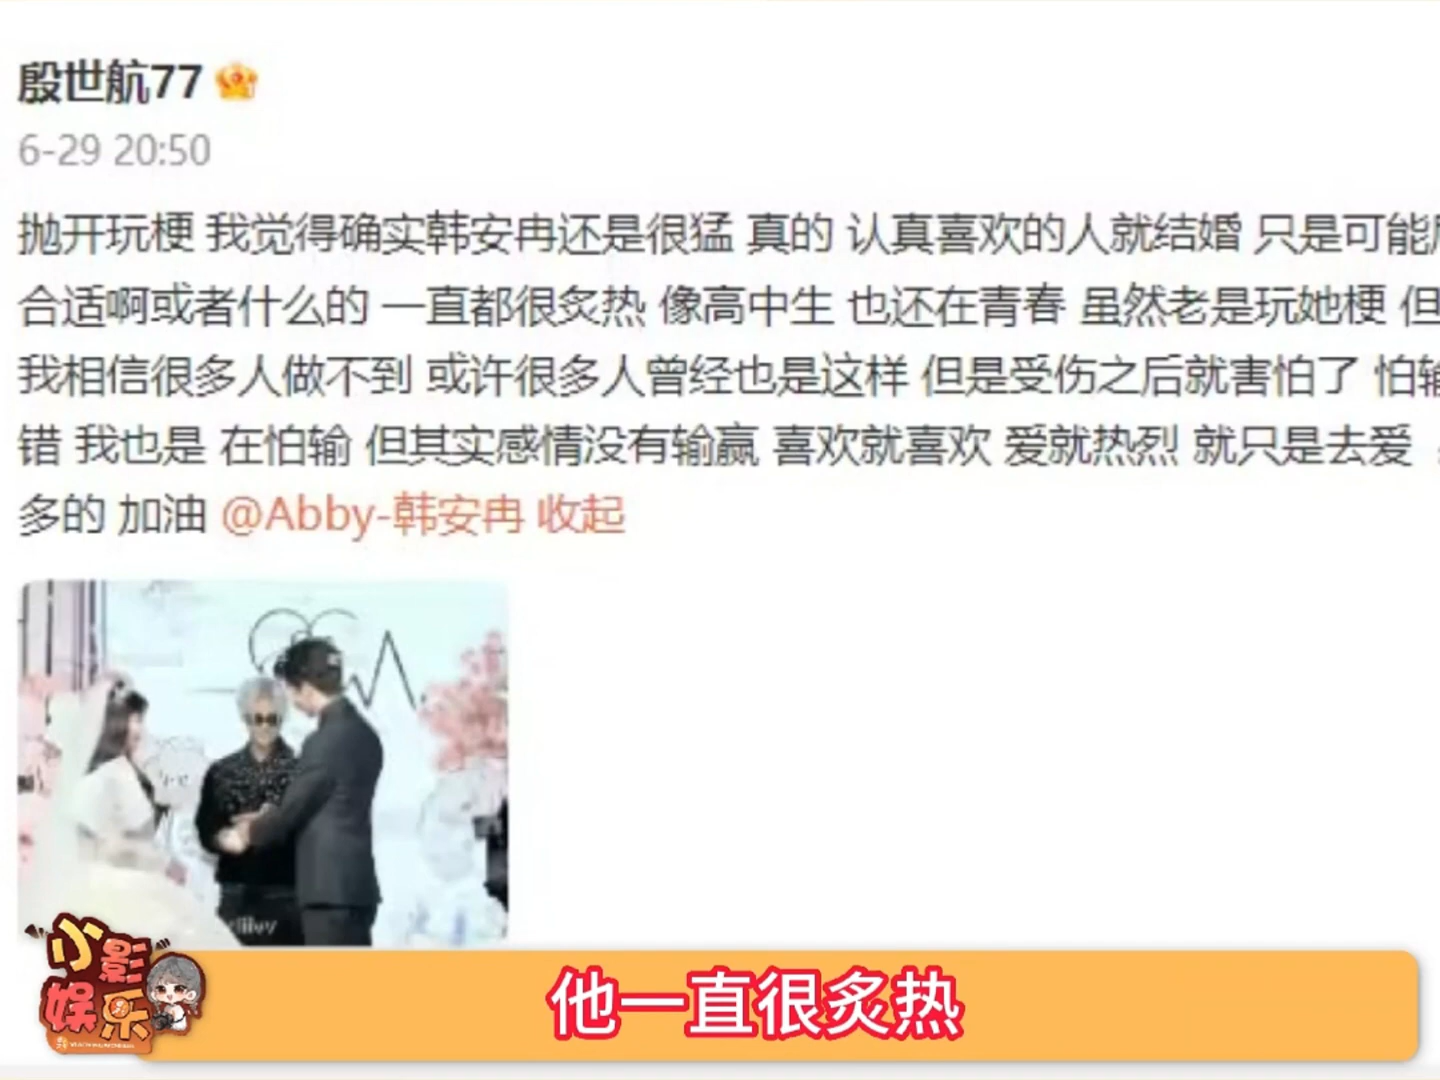 殷世航77
6-29 20:50
抛开玩梗 我觉得确实韩安冉还是很猛 真的 认真喜欢的人就结婚 只是可能
合适啊或者什么的 一直都很炙热 像高中生 也还在青春 虽然老是玩她梗 但
我相信很多人做不到 或许很多人曾经也是这样 但是受伤之后就害怕了 怕输
错 我也是 在怕输 但其实感情没有输赢 喜欢就喜欢 爱就热烈 就只是去爱
多的 加油 @Abby-韩安冉 收起
小影
娱乐
他一直很炙热